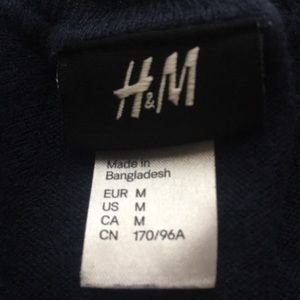 H&M
Made in
Bangladesh
EUR M
US M
CA M
CN 170/96A